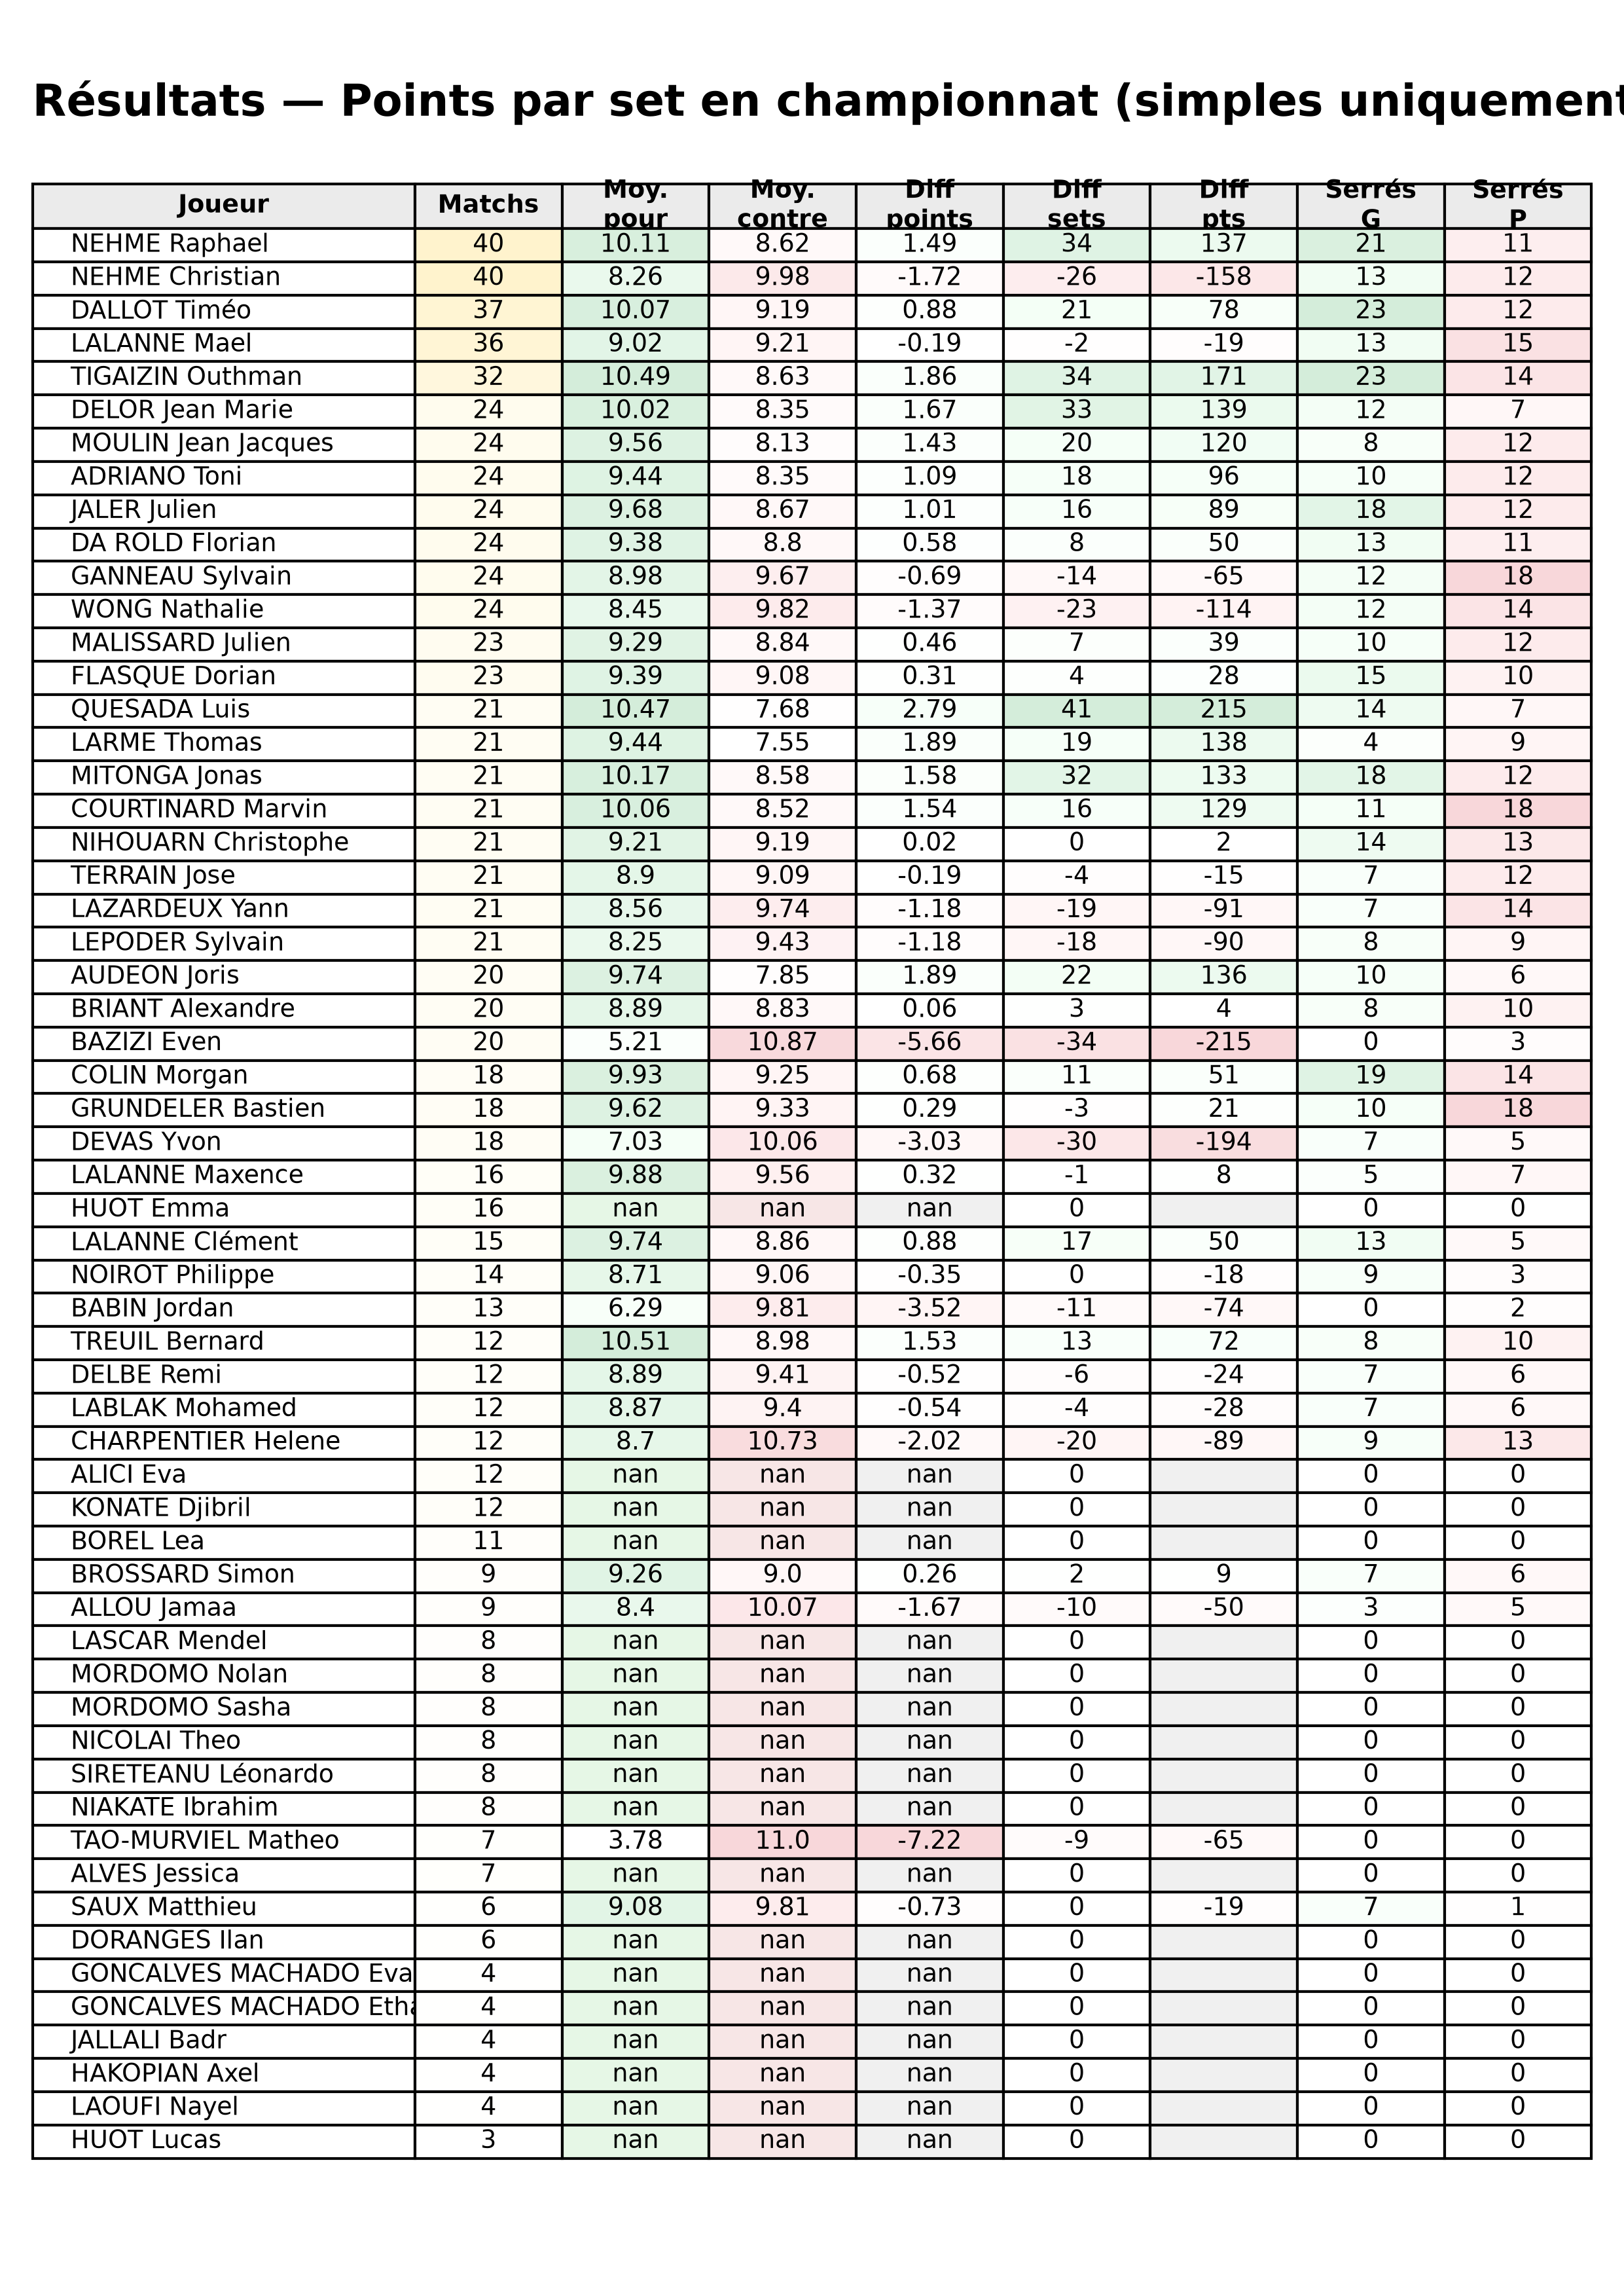 Résultats — Points par set en championnat (simples uniquement
Joueur Matchs Moy. pour Moy. contre Diff points Diff sets Diff pts Serrés G Serrés P
NEHME Raphael 40 10.11 8.62 1.49 34 137 21 11
NEHME Christian 40 8.26 9.98 -1.72 -26 -158 13 12
DALLOT Timéo 37 10.07 9.19 0.88 21 78 23 12
LALANNE Mael 36 9.02 9.21 -0.19 -2 -19 13 15
TIGAIZIN Outhman 32 10.49 8.63 1.86 34 171 23 14
DELOR Jean Marie 24 10.02 8.35 1.67 33 139 12 7
MOULIN Jean Jacques 24 9.56 8.13 1.43 20 120 8 12
ADRIANO Toni 24 9.44 8.35 1.09 18 96 10 12
JALER Julien 24 9.68 8.67 1.01 16 89 18 12
DA ROLD Florian 24 9.38 8.8 0.58 8 50 13 11
GANNEAU Sylvain 24 8.98 9.67 -0.69 -14 -65 12 18
WONG Nathalie 24 8.45 9.82 -1.37 -23 -114 12 14
MALISSARD Julien 23 9.29 8.84 0.46 7 39 10 12
FLASQUE Dorian 23 9.39 9.08 0.31 4 28 15 10
QUESADA Luis 21 10.47 7.68 2.79 41 215 14 7
LARME Thomas 21 9.44 7.55 1.89 19 138 4 9
MITONGA Jonas 21 10.17 8.58 1.58 32 133 18 12
COURTINARD Marvin 21 10.06 8.52 1.54 16 129 11 18
NIHOUARN Christophe 21 9.21 9.19 0.02 0 2 14 13
TERRAIN Jose 21 8.9 9.09 -0.19 -4 -15 7 12
LAZARDEUX Yann 21 8.56 9.74 -1.18 -19 -91 7 14
LEPODER Sylvain 21 8.25 9.43 -1.18 -18 -90 8 9
AUDEON Joris 20 9.74 7.85 1.89 22 136 10 6
BRIANT Alexandre 20 8.89 8.83 0.06 3 4 8 10
BAZIZI Even 20 5.21 10.87 -5.66 -34 -215 0 3
COLIN Morgan 18 9.93 9.25 0.68 11 51 19 14
GRUNDELER Bastien 18 9.62 9.33 0.29 -3 21 10 18
DEVAS Yvon 18 7.03 10.06 -3.03 -30 -194 7 5
LALANNE Maxence 16 9.88 9.56 0.32 -1 8 5 7
HUOT Emma 16 nan nan nan 0 0 0
LALANNE Clément 15 9.74 8.86 0.88 17 50 13 5
NOIROT Philippe 14 8.71 9.06 -0.35 0 -18 9 3
BABIN Jordan 13 6.29 9.81 -3.52 -11 -74 0 2
TREUIL Bernard 12 10.51 8.98 1.53 13 72 8 10
DELBE Remi 12 8.89 9.41 -0.52 -6 -24 7 6
LABLAK Mohamed 12 8.87 9.4 -0.54 -4 -28 7 6
CHARPENTIER Helene 12 8.7 10.73 -2.02 -20 -89 9 13
ALICI Eva 12 nan nan nan 0 0 0
KONATE Djibril 12 nan nan nan 0 0 0
BOREL Lea 11 nan nan nan 0 0 0
BROSSARD Simon 9 9.26 9.0 0.26 2 9 7 6
ALLOU Jamaa 9 8.4 10.07 -1.67 -10 -50 3 5
LASCAR Mendel 8 nan nan nan 0 0 0
MORDOMO Nolan 8 nan nan nan 0 0 0
MORDOMO Sasha 8 nan nan nan 0 0 0
NICOLAI Theo 8 nan nan nan 0 0 0
SIRETEANU Léonardo 8 nan nan nan 0 0 0
NIAKATE Ibrahim 8 nan nan nan 0 0 0
TAO-MURVIEL Matheo 7 3.78 11.0 -7.22 -9 -65 0 0
ALVES Jessica 7 nan nan nan 0 0 0
SAUX Matthieu 6 9.08 9.81 -0.73 0 -19 7 1
DORANGES Ilan 6 nan nan nan 0 0 0
GONCALVES MACHADO Eva 4 nan nan nan 0 0 0
GONCALVES MACHADO Etha 4 nan nan nan 0 0 0
JALLALI Badr 4 nan nan nan 0 0 0
HAKOPIAN Axel 4 nan nan nan 0 0 0
LAOUFI Nayel 4 nan nan nan 0 0 0
HUOT Lucas 3 nan nan nan 0 0 0